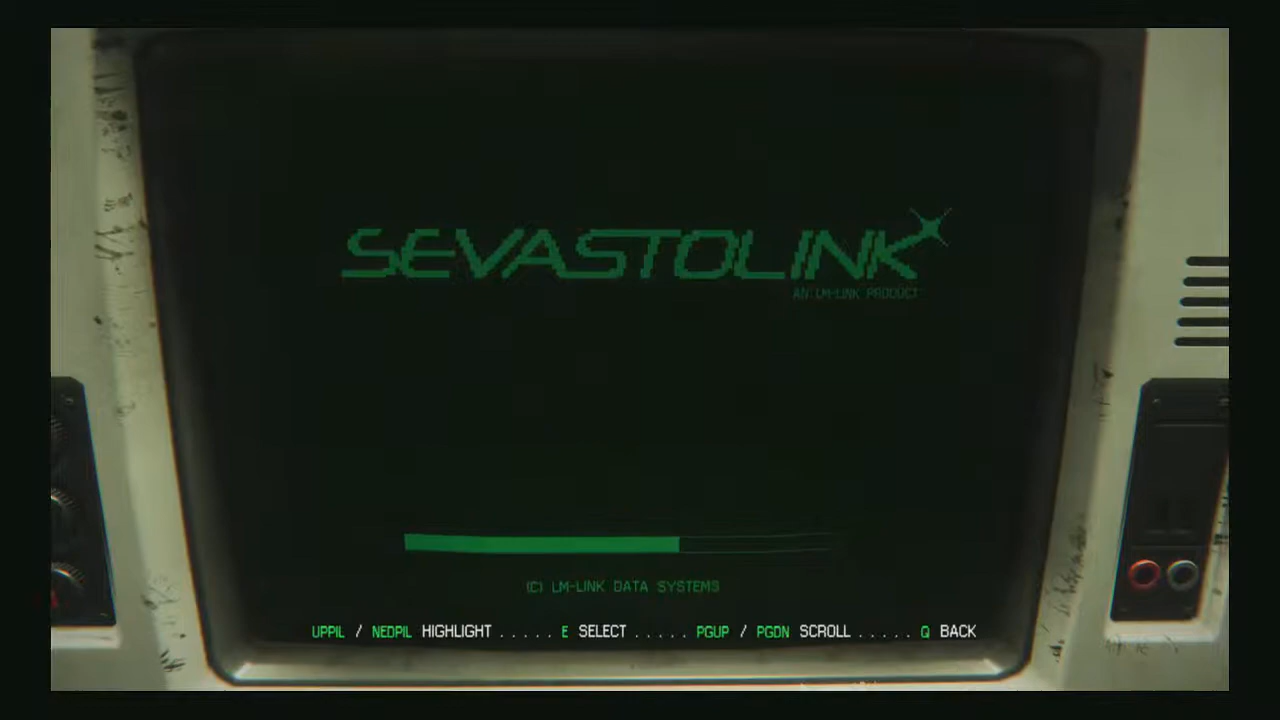 SEVASTOLINK
AN LM-LINK PRODUCT
(C) LM-LINK DATA SYSTEMS
UPPIL / NEDPIL HIGHLIGHT ..... E SELECT ..... PGUP / PGDN SCROLL ..... Q BACK